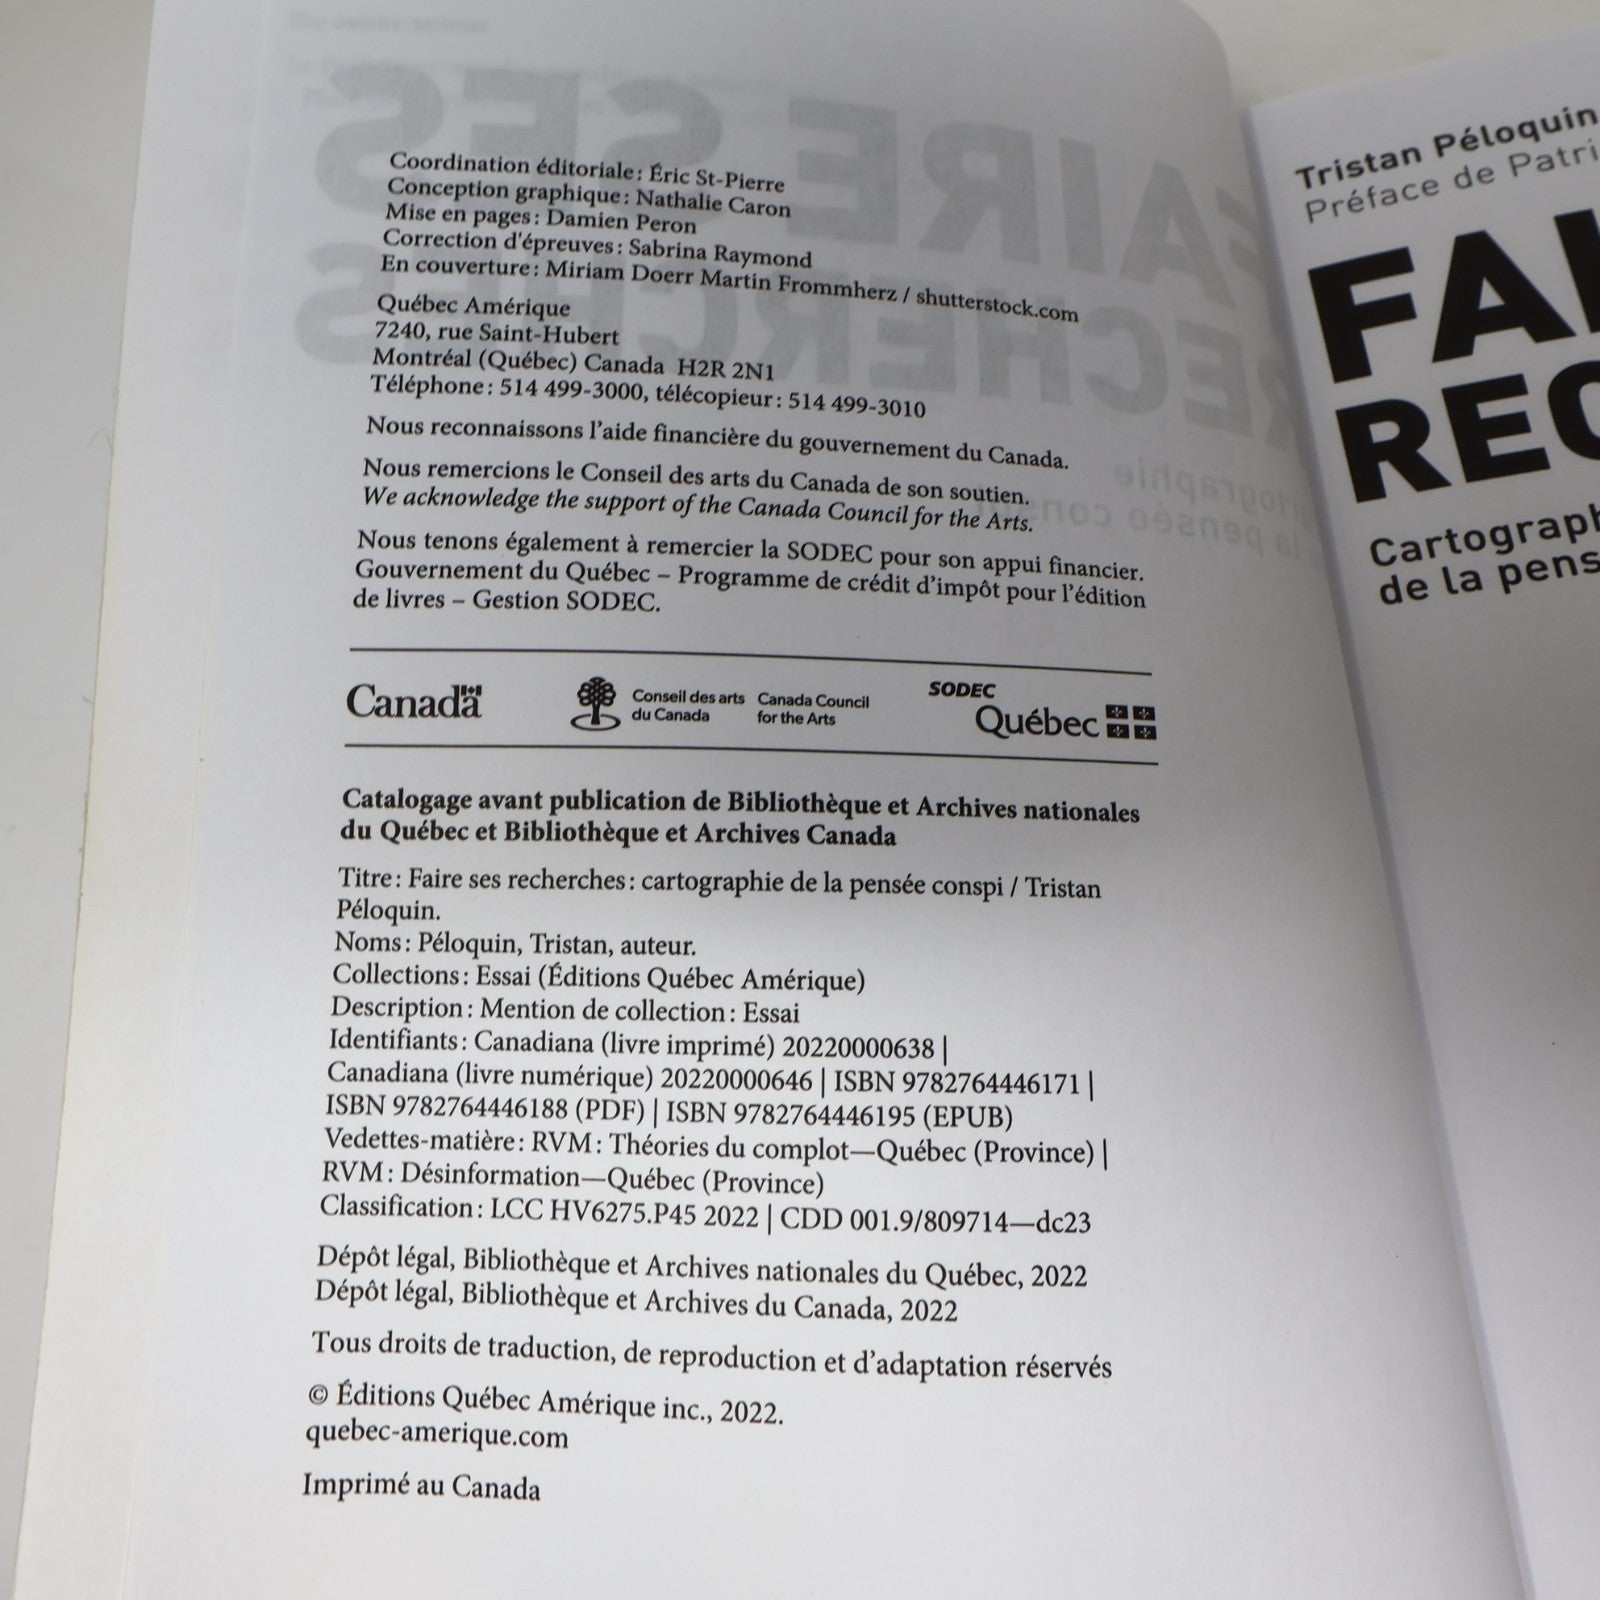 Coordination éditoriale : Éric St-Pierre
Conception graphique : Nathalie Caron
Mise en pages : Damien Peron
Correction d'épreuves : Sabrina Raymond
En couverture : Miriam Doerr Martin Frommherz / shutterstock.com
Québec Amérique
7240, rue Saint-Hubert
Montréal (Québec) Canada H2R 2N1
Téléphone : 514 499-3000, télécopieur : 514 499-3010
Nous reconnaissons l’aide financière du gouvernement du Canada.
Nous remercions le Conseil des arts du Canada de son soutien.
We acknowledge the support of the Canada Council for the Arts.
Nous tenons également à remercier la SODEC pour son appui financier.
Gouvernement du Québec – Programme de crédit d’impôt pour l’édition
de livres – Gestion SODEC.
Canada
Conseil des arts
du Canada
Canada Council
for the Arts
SODEC
Québec
Catalogage avant publication de Bibliothèque et Archives nationales
du Québec et Bibliothèque et Archives Canada
Titre : Faire ses recherches : cartographie de la pensée conspi / Tristan
Péloquin.
Noms : Péloquin, Tristan, auteur.
Collections : Essai (Éditions Québec Amérique)
Description : Mention de collection : Essai
Identifiants : Canadiana (livre imprimé) 20220000638 |
Canadiana (livre numérique) 20220000646 | ISBN 9782764446171 |
ISBN 9782764446188 (PDF) | ISBN 9782764446195 (EPUB)
Vedettes-matière : RVM : Théories du complot—Québec (Province) |
RVM : Désinformation—Québec (Province)
Classification : LCC HV6275.P45 2022 | CDD 001.9/809714—dc23
Dépôt légal, Bibliothèque et Archives nationales du Québec, 2022
Dépôt légal, Bibliothèque et Archives du Canada, 2022
Tous droits de traduction, de reproduction et d’adaptation réservés
© Éditions Québec Amérique inc., 2022.
quebec-amerique.com
Imprimé au Canada
Tristan Péloquin
Préface de Patri
FAI
REC
Cartograph
de la pens